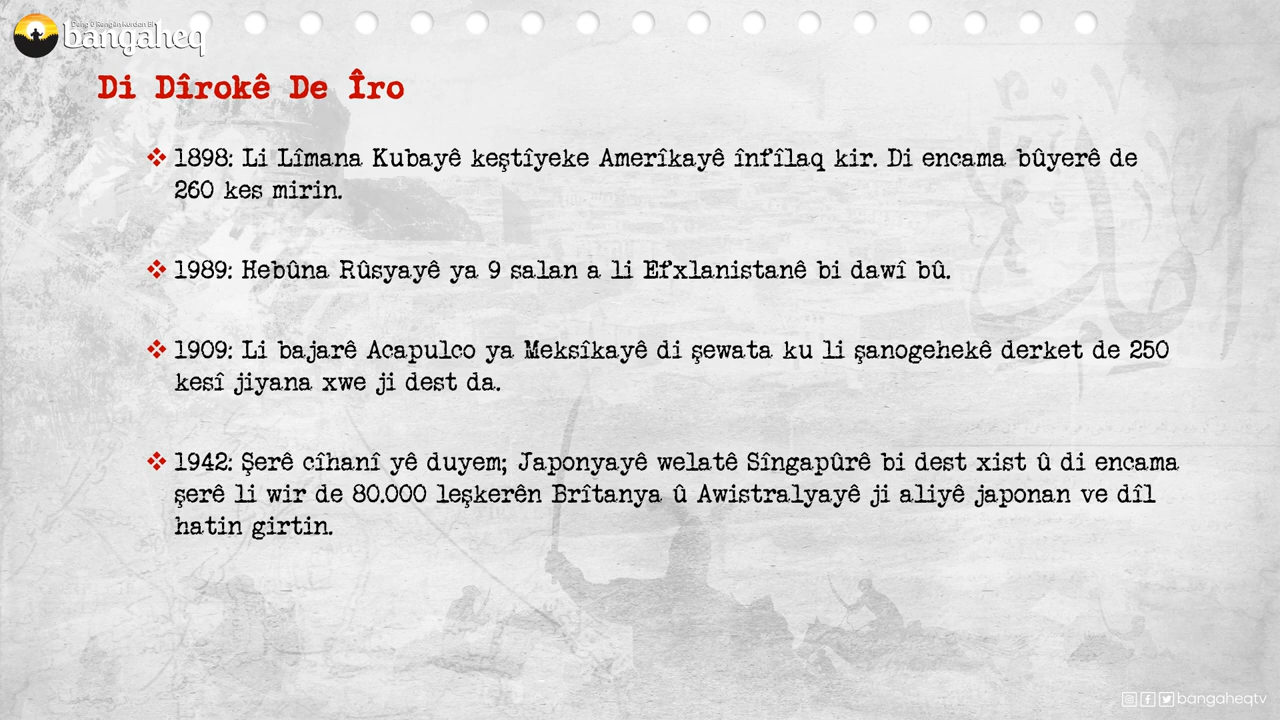 Deng û Rengên Kurdan Bi
bangaheq
Di Dîrokê De Îro
❖ 1898: Li Lîmana Kubayê keştîyeke Amerîkayê înfîlaq kir. Di encama bûyerê de
260 kes mirin.
❖ 1989: Hebûna Rûsyayê ya 9 salan a li Efxlanistanê bi dawî bû.
❖ 1909: Li bajarê Acapulco ya Meksîkayê di şewata ku li şanogehekê derket de 250
kesî jiyana xwe ji dest da.
❖ 1942: Şerê cîhanî yê duyem; Japonyayê welatê Sîngapûrê bi dest xist û di encama
şerê li wir de 80.000 leşkerên Brîtanya û Awistralyayê ji aliyê japonan ve dîl
hatin girtin.
bangaheqtv